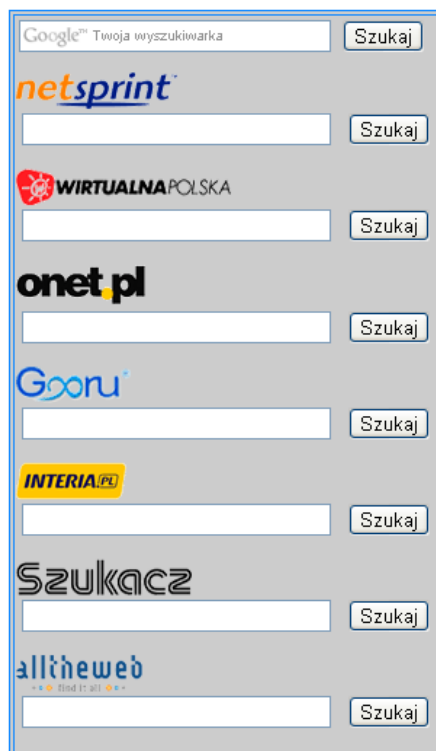 Google™ Twoja wyszukiwarka Szukaj
netsprint™
Szukaj
WIRTUALNAPOLSKA
Szukaj
onet.pl
Szukaj
Gooru
Szukaj
INTERIA.PL
Szukaj
Szukacz
Szukaj
alltheweb
find it all
Szukaj